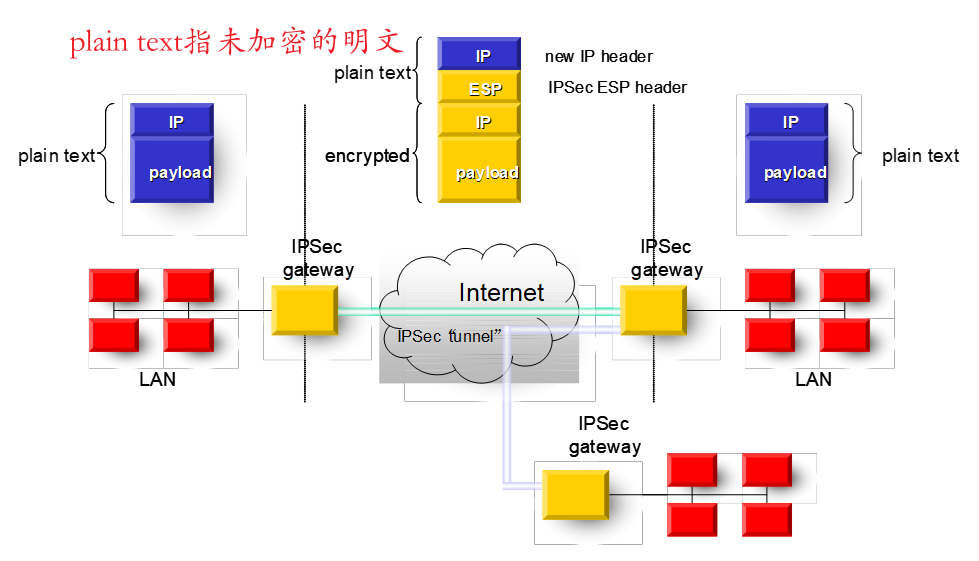 plain text指未加密的明文
IP
new IP header
plain text
ESP
IPSec ESP header
IP
IP
IP
plain text
encrypted
plain text
payload
payload
payload
IPSec
gateway
IPSec
gateway
Internet
IPSec “tunnel”
LAN
LAN
IPSec
gateway